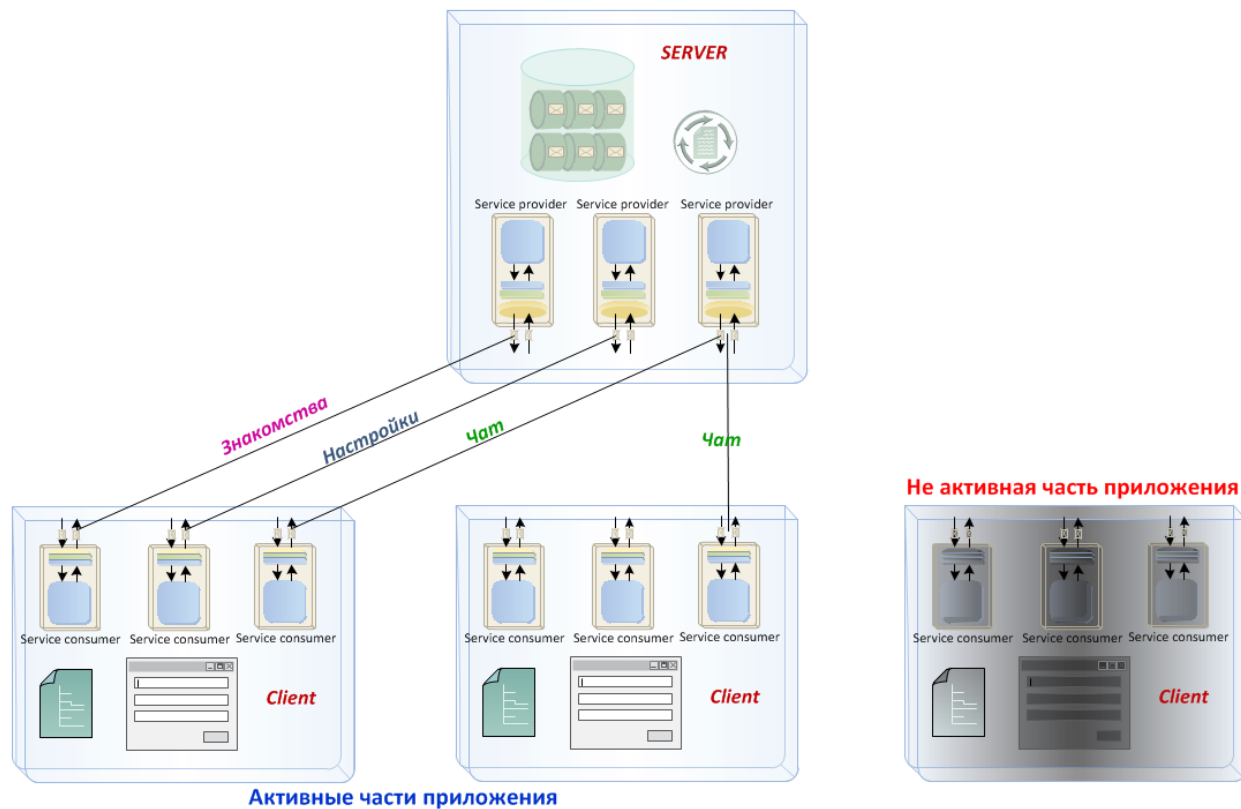 SERVER
Service provider
Service provider
Service provider
Знакомства
Настройки
Чат
Чат
Не активная часть приложения
Service consumer
Service consumer
Service consumer
Client
Service consumer
Service consumer
Service consumer
Client
Service consumer
Service consumer
Service consumer
Client
Активные части приложения